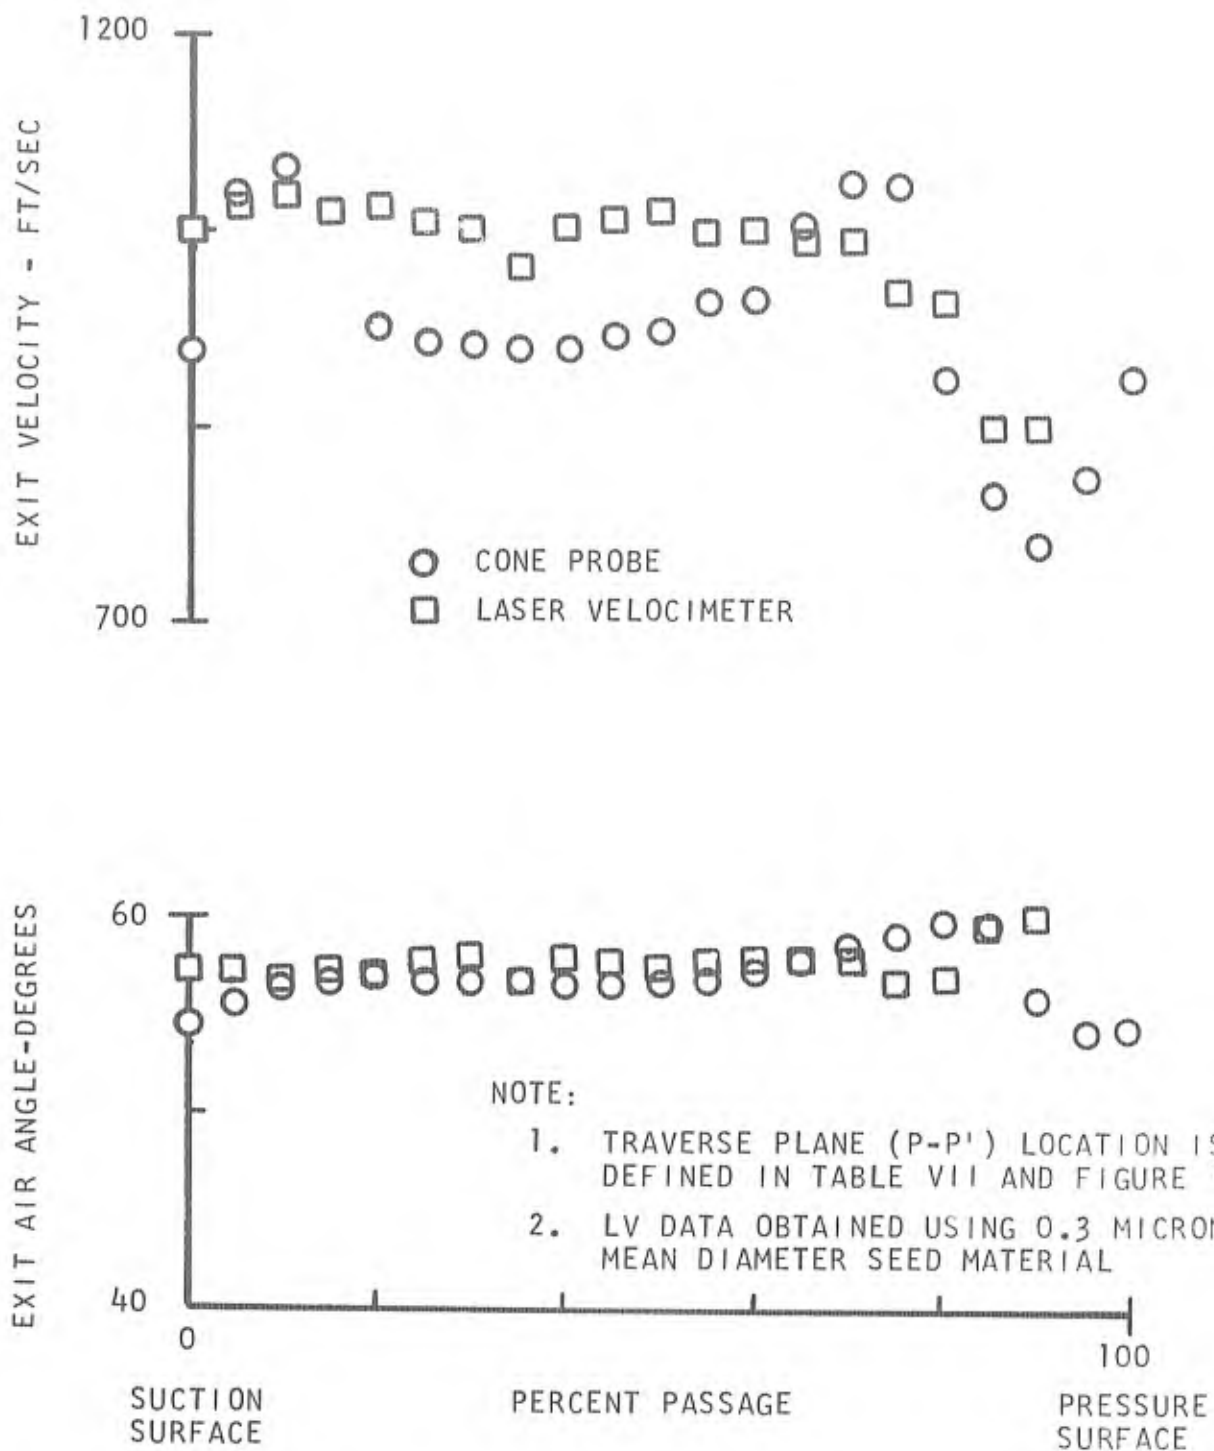 1200
EXIT VELOCITY - FT/SEC
CONE PROBE
LASER VELOCIMETER
700
60
EXIT AIR ANGLE-DEGREES
NOTE:
1. TRAVERSE PLANE (P-P') LOCATION IS
DEFINED IN TABLE VII AND FIGURE
2. LV DATA OBTAINED USING 0.3 MICRON
MEAN DIAMETER SEED MATERIAL
40
0
100
SUCTION
SURFACE
PERCENT PASSAGE
PRESSURE
SURFACE